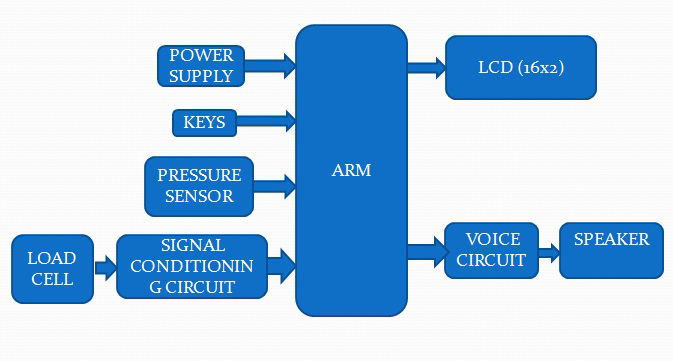 POWER
SUPPLY
LCD (16x2)
KEYS
ARM
PRESSURE
SENSOR
LOAD
CELL
SIGNAL
CONDITIONIN
G CIRCUIT
VOICE
CIRCUIT
SPEAKER